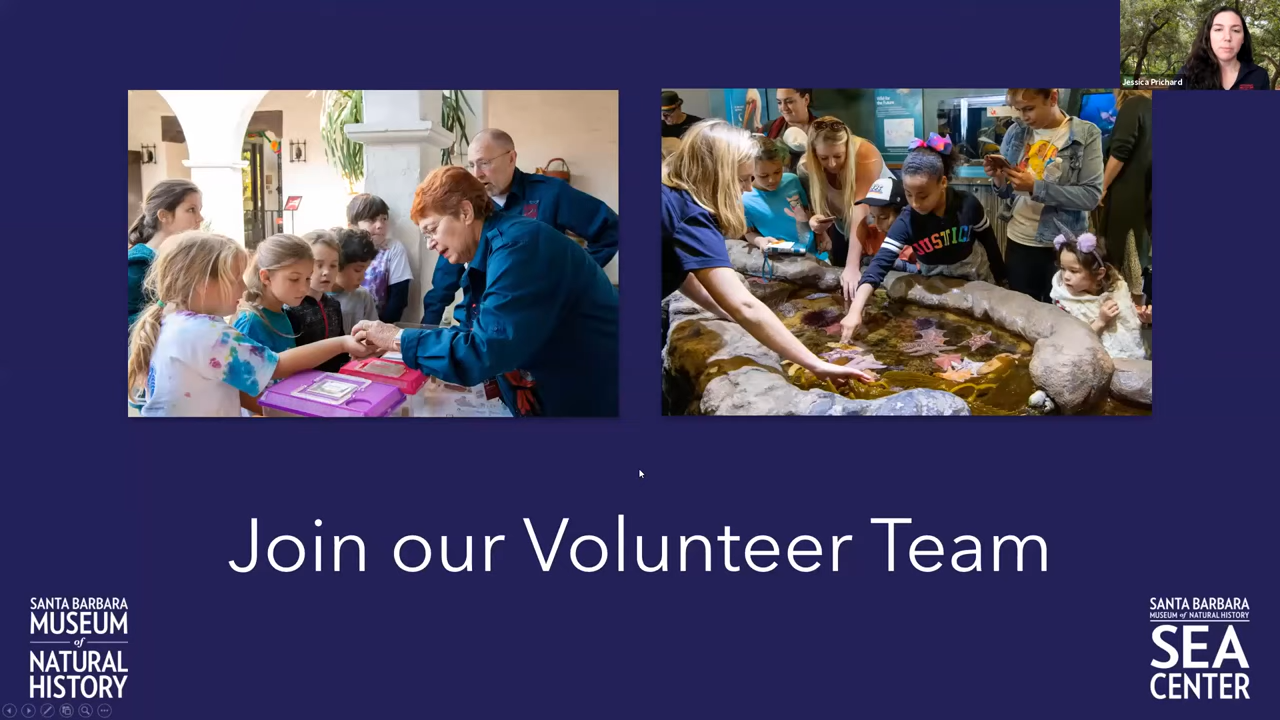 Jessica Prichard
JUSTICE
Join our Volunteer Team
SANTA BARBARA
MUSEUM
of
NATURAL
HISTORY
SANTA BARBARA
MUSEUM of NATURAL HISTORY
SEA
CENTER